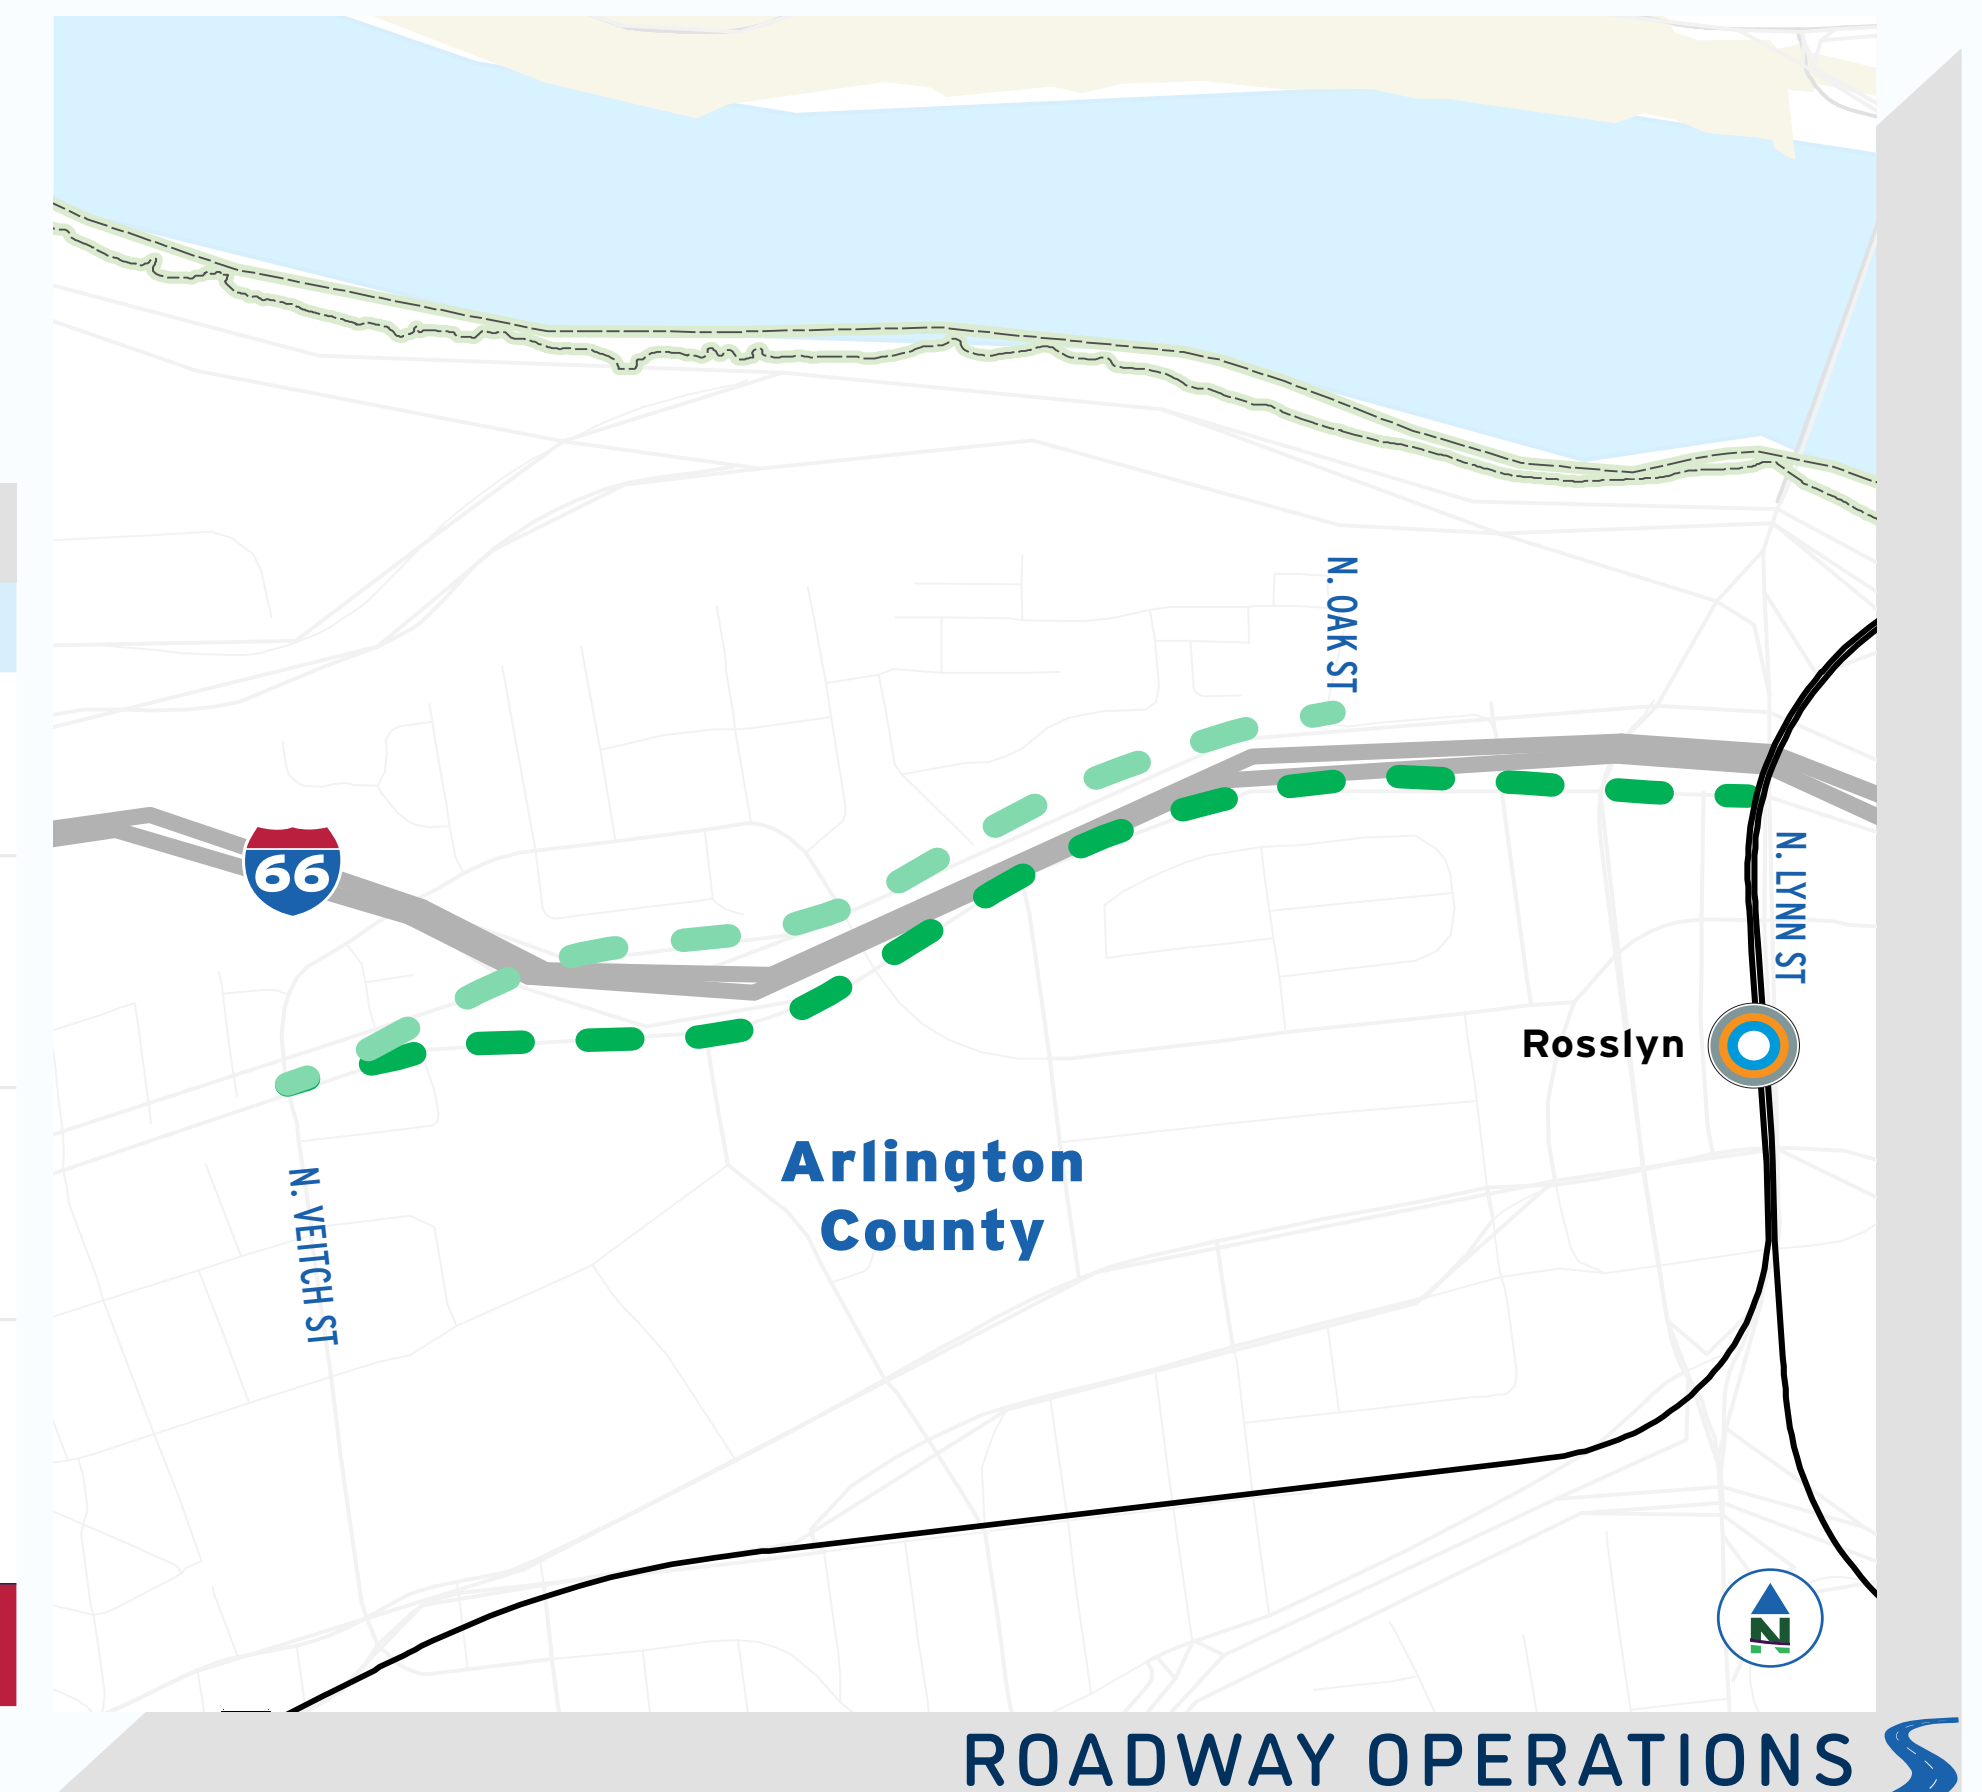 N. OAK ST
66
N. LYNN ST
Rosslyn
Arlington
County
N. VEITCH ST
N
ROADWAY OPERATIONS